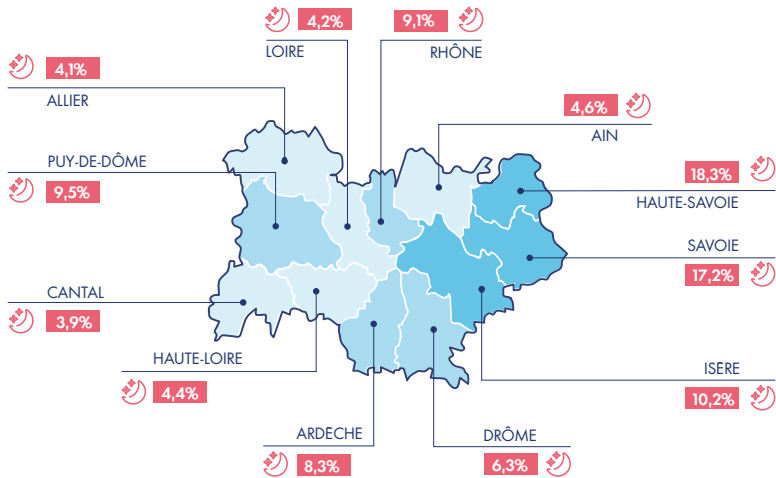 4,2%
LOIRE
9,1%
RHÔNE
4,1%
ALLIER
4,6%
AIN
PUY-DE-DÔME
9,5%
18,3%
HAUTE-SAVOIE
SAVOIE
17,2%
CANTAL
3,9%
HAUTE-LOIRE
4,4%
ISÈRE
10,2%
ARDECHE
8,3%
DRÔME
6,3%